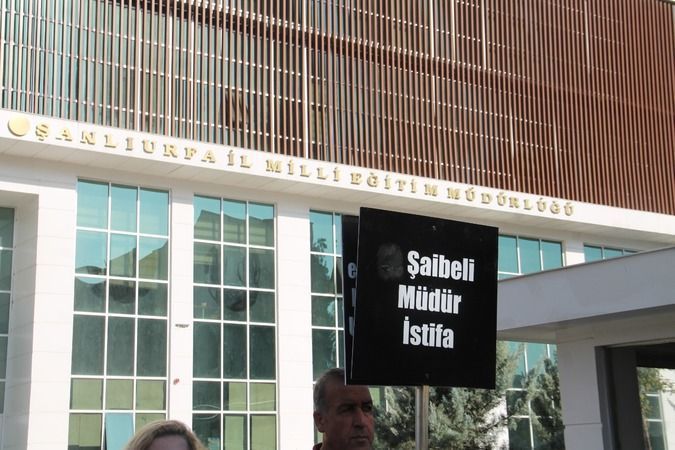 ŞANLIURFA İL MİLLİ EĞİTİM MÜDÜRLÜĞÜ
Şaibeli
Müdür
İstifa